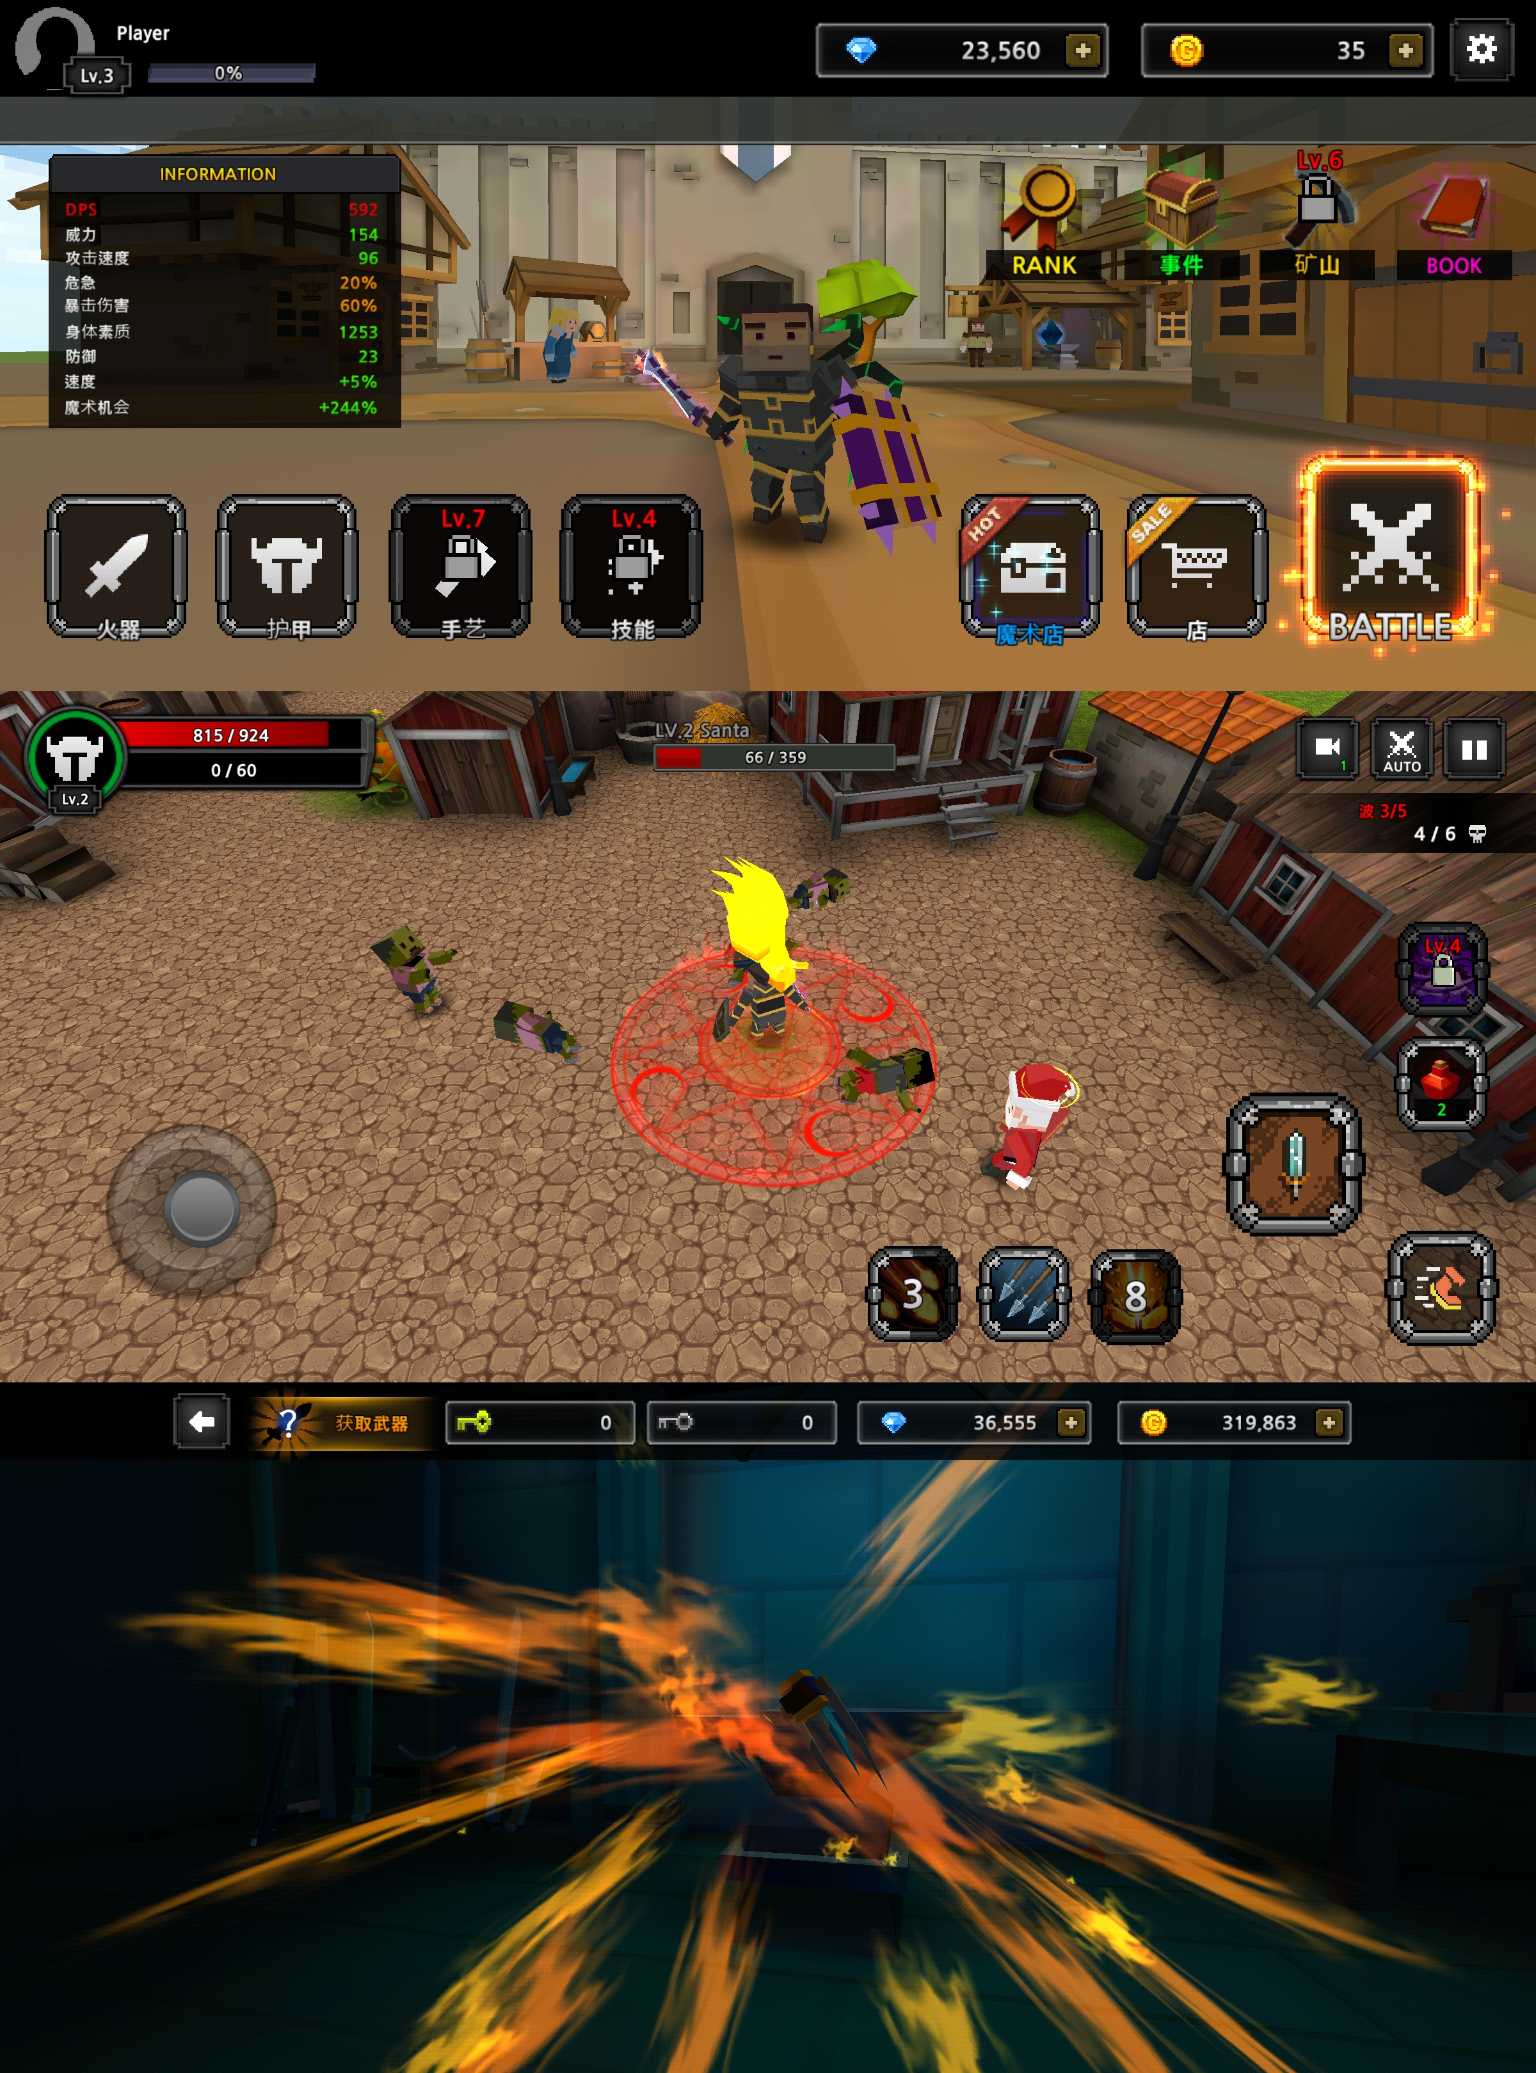 Player
Lv.3
0%
23,560
35
INFORMATION
DPS 592
威力 154
攻击速度 96
危急 20%
暴击伤害 60%
身体素质 1253
防御 23
速度 +5%
魔术机会 +244%
RANK
事件
Lv.6
矿山
BOOK
火器
护甲
Lv.7
手艺
Lv.4
技能
HOT
魔术店
SALE
店
BATTLE
815 / 924
0 / 60
Lv.2
LV.2 Santa
66 / 359
1
AUTO
波 3/5
4 / 6
Lv.4
2
3
8
?
获取武器
0
0
36,555
319,863